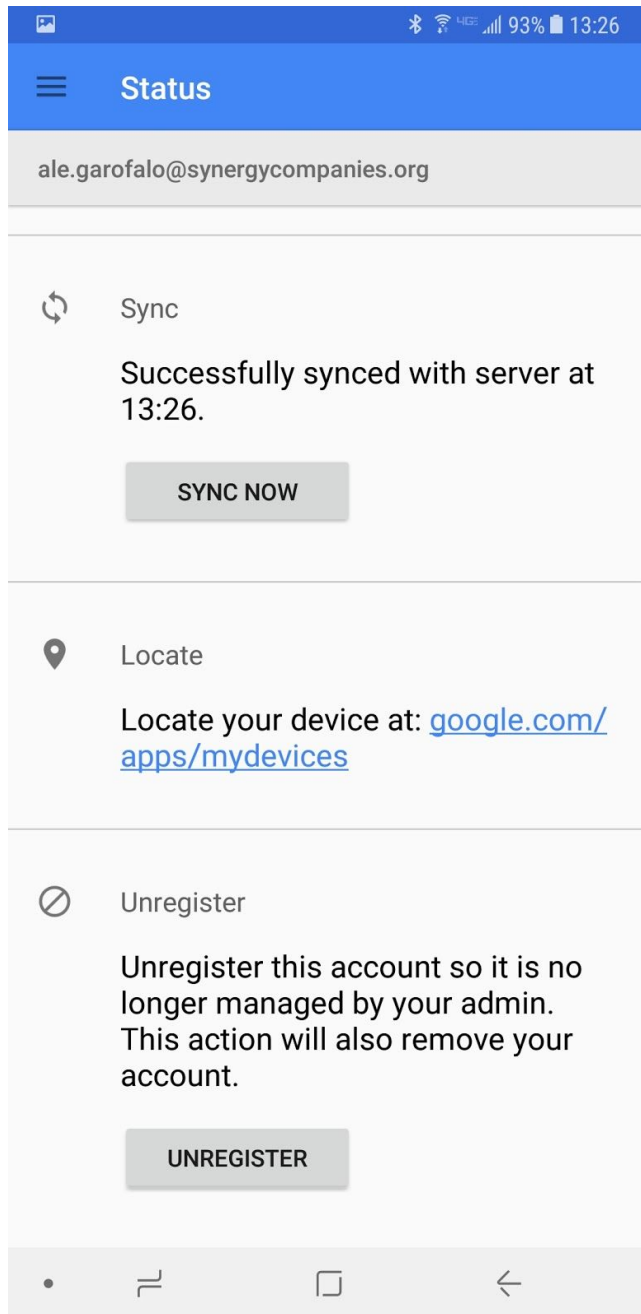 4GE 93% 13:26
Status
ale.garofalo@synergycompanies.org
Sync
Successfully synced with server at
13:26.
SYNC NOW
Locate
Locate your device at: google.com/
apps/mydevices
Unregister
Unregister this account so it is no
longer managed by your admin.
This action will also remove your
account.
UNREGISTER